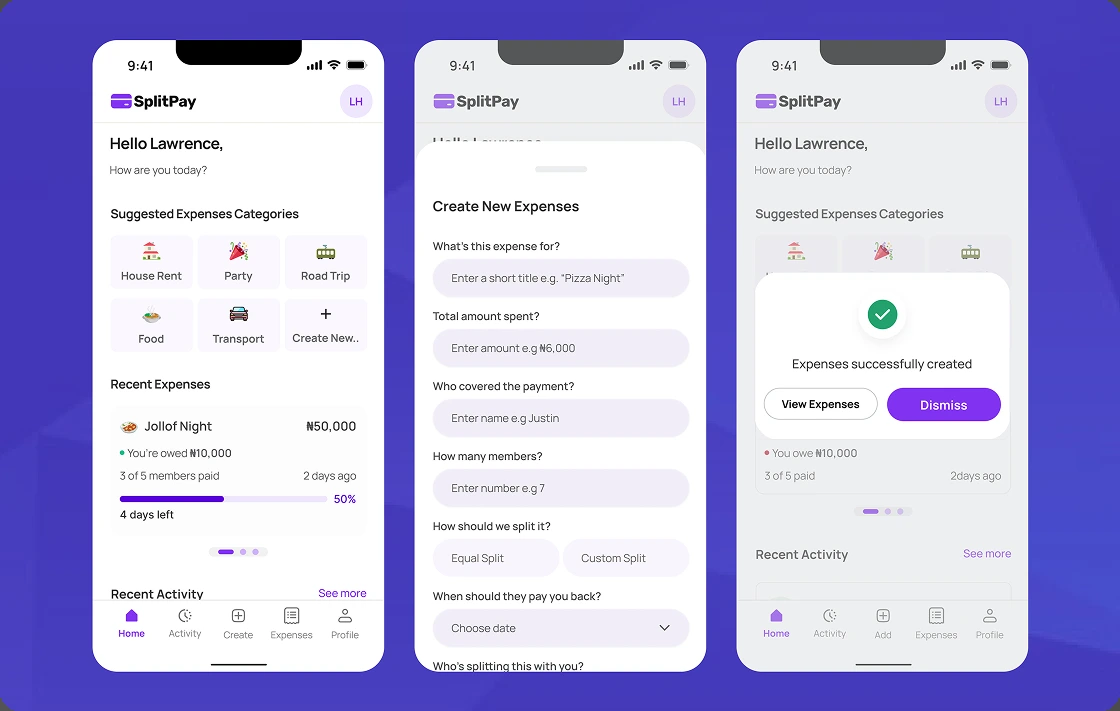 9:41
SplitPay
LH
Hello Lawrence,
How are you today?
Suggested Expenses Categories
House Rent
Party
Road Trip
Food
Transport
Create New..
Recent Expenses
Jollof Night
₦50,000
You're owed ₦10,000
3 of 5 members paid
2 days ago
50%
4 days left
Recent Activity
See more
Home
Activity
Create
Expenses
Profile
9:41
SplitPay
LH
Hello Lawrence,
Create New Expenses
What's this expense for?
Enter a short title e.g. “Pizza Night”
Total amount spent?
Enter amount e.g ₦6,000
Who covered the payment?
Enter name e.g Justin
How many members?
Enter number e.g 7
How should we split it?
Equal Split
Custom Split
When should they pay you back?
Choose date
Who's splitting this with you?
9:41
SplitPay
LH
Hello Lawrence,
How are you today?
Suggested Expenses Categories
Expenses successfully created
View Expenses
Dismiss
You owe ₦10,000
3 of 5 paid
2days ago
Recent Activity
See more
Home
Activity
Add
Expenses
Profile